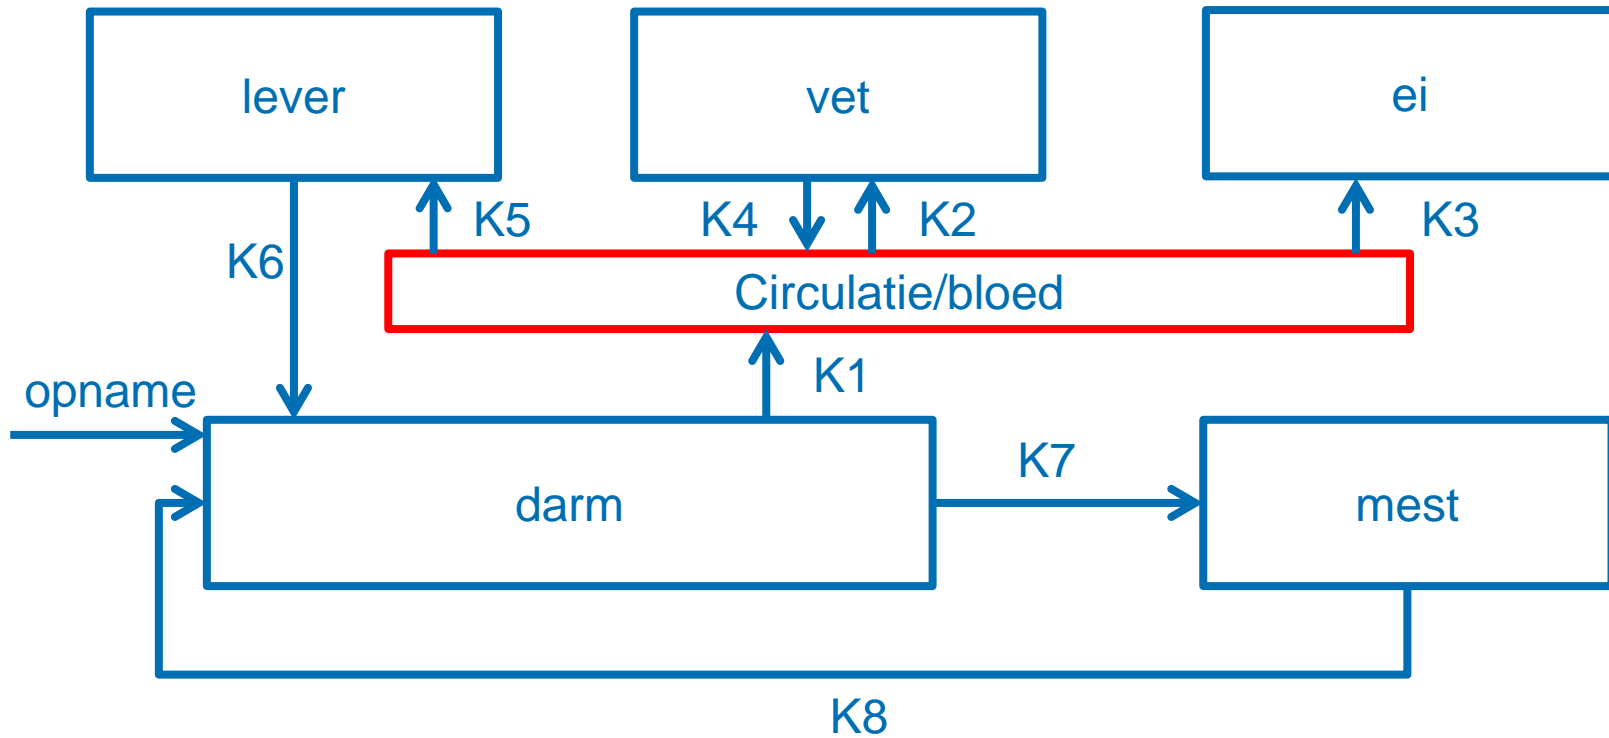 lever
vet
ei
K5
K4
K2
K3
K6
Circulatie/bloed
K1
opname
K7
darm
mest
K8